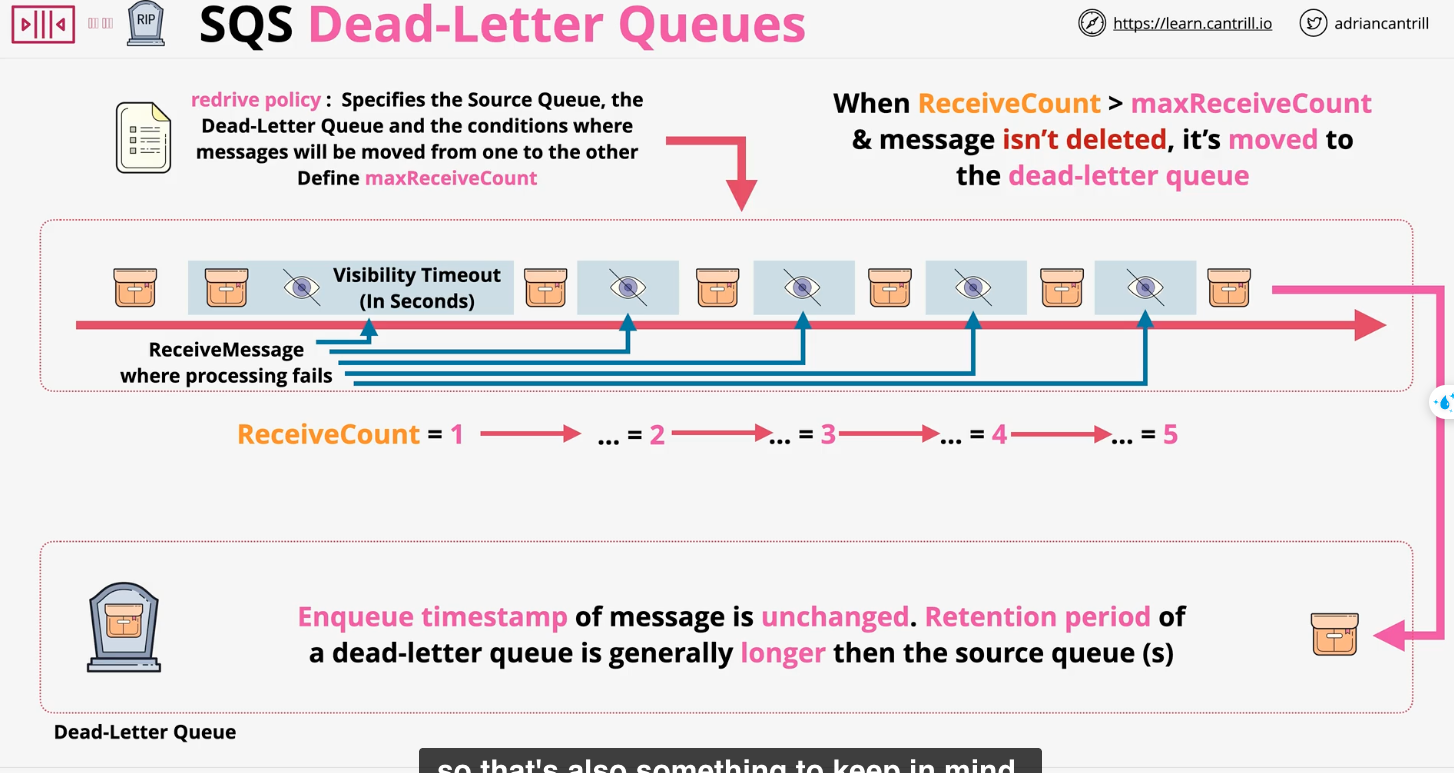 RIP
SQS Dead-Letter Queues
https://learn.cantrill.io
adriancantrill
redrive policy : Specifies the Source Queue, the
Dead-Letter Queue and the conditions where
messages will be moved from one to the other
Define maxReceiveCount
When ReceiveCount > maxReceiveCount
& message isn't deleted, it's moved to
the dead-letter queue
Visibility Timeout
(In Seconds)
ReceiveMessage
where processing fails
ReceiveCount = 1
... = 2
... = 3
... = 4
... = 5
Enqueue timestamp of message is unchanged. Retention period of
a dead-letter queue is generally longer then the source queue (s)
Dead-Letter Queue
so that's also something to keep in mind